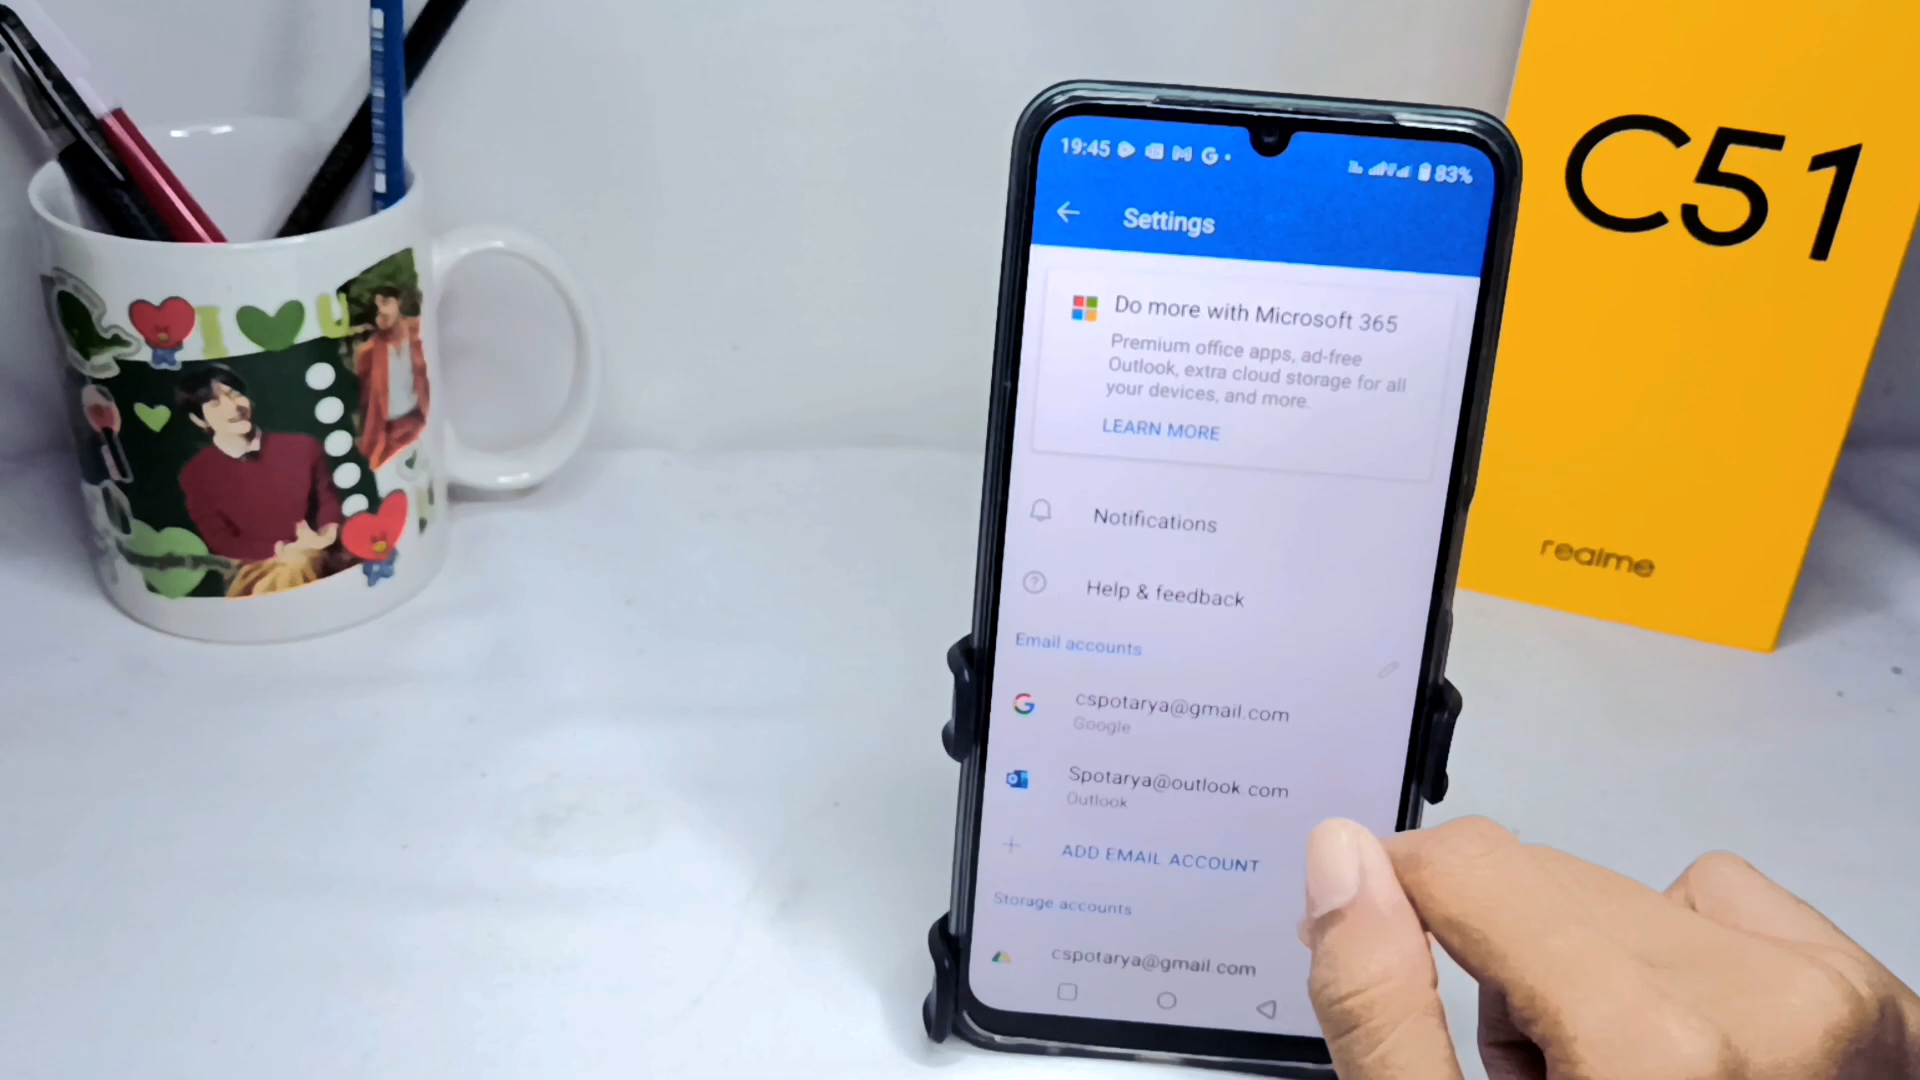 I U
19:45
83%
Settings
Do more with Microsoft 365
Premium office apps, ad-free
Outlook, extra cloud storage for all
your devices, and more.
LEARN MORE
Notifications
Help & feedback
Email accounts
cspotarya@gmail.com
Google
Spotarya@outlook.com
Outlook
ADD EMAIL ACCOUNT
Storage accounts
cspotarya@gmail.com
C51
realme